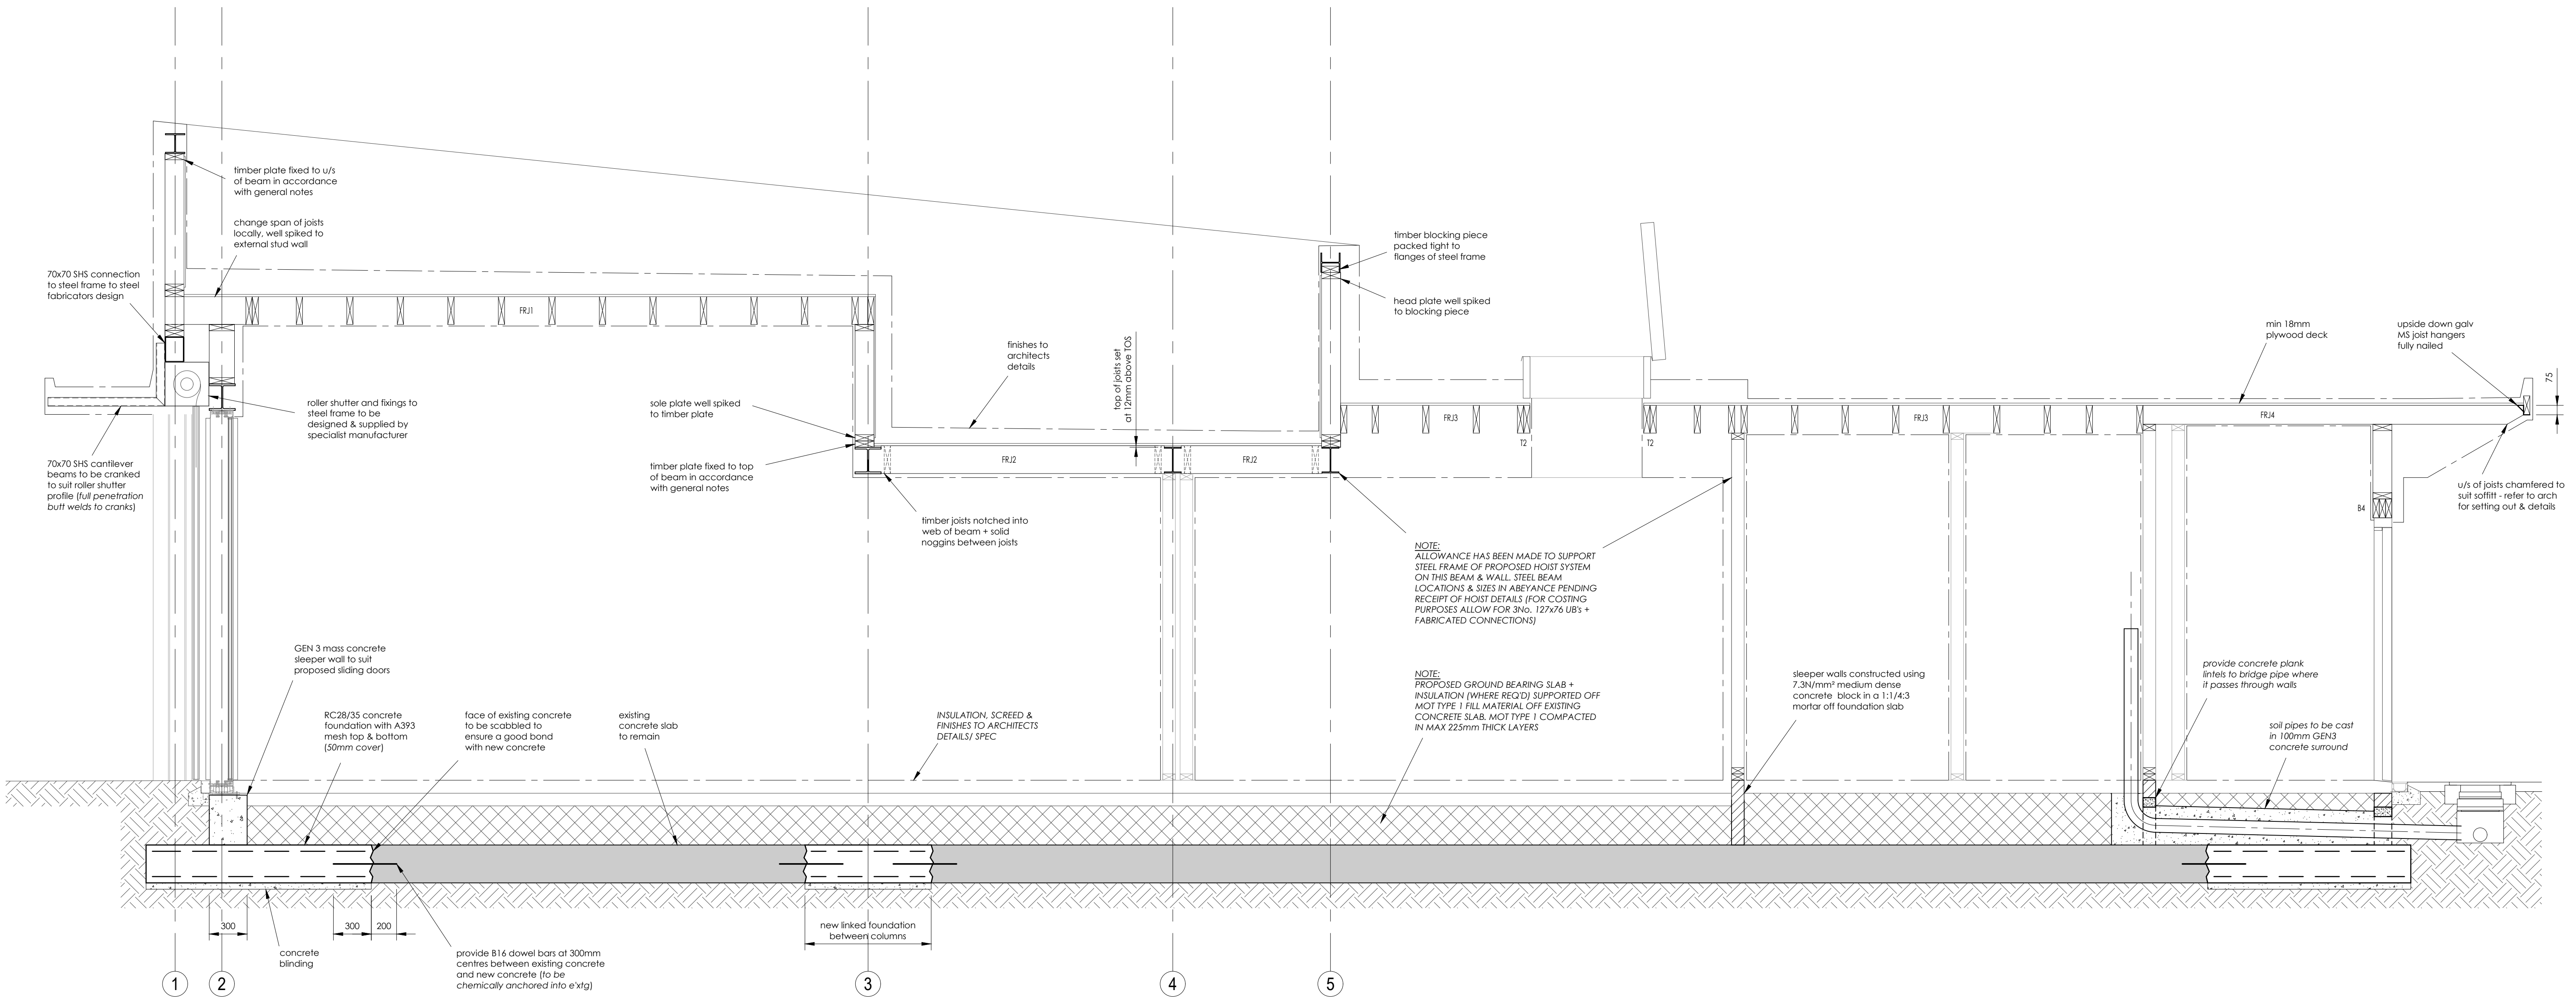 timber plate fixed to u/s
of beam in accordance
with general notes
change span of joists
locally, well spiked to
external stud wall
70x70 SHS connection
to steel frame to steel
fabricators design
FRJ1
roller shutter and fixings to
steel frame to be
designed & supplied by
specialist manufacturer
70x70 SHS cantilever
beams to be cranked
to suit roller shutter
profile (full penetration
butt welds to cranks)
sole plate well spiked
to timber plate
timber plate fixed to top
of beam in accordance
with general notes
finishes to
architects
details
top of joists set
at 12mm above TOS
FRJ2
FRJ2
timber joists notched into
web of beam + solid
noggins between joists
timber blocking piece
packed tight to
flanges of steel frame
head plate well spiked
to blocking piece
FRJ3
T2
T2
FRJ3
FRJ4
min 18mm
plywood deck
upside down galv
MS joist hangers
fully nailed
75
u/s of joists chamfered to
suit soffitt - refer to arch
for setting out & details
B4
NOTE:
ALLOWANCE HAS BEEN MADE TO SUPPORT
STEEL FRAME OF PROPOSED HOIST SYSTEM
ON THIS BEAM & WALL. STEEL BEAM
LOCATIONS & SIZES IN ABEYANCE PENDING
RECEIPT OF HOIST DETAILS (FOR COSTING
PURPOSES ALLOW FOR 3No. 127x76 UB's +
FABRICATED CONNECTIONS)
GEN 3 mass concrete
sleeper wall to suit
proposed sliding doors
RC28/35 concrete
foundation with A393
mesh top & bottom
(50mm cover)
face of existing concrete
to be scabbled to
ensure a good bond
with new concrete
existing
concrete slab
to remain
INSULATION, SCREED &
FINISHES TO ARCHITECTS
DETAILS/ SPEC
NOTE:
PROPOSED GROUND BEARING SLAB +
INSULATION (WHERE REQ'D) SUPPORTED OFF
MOT TYPE 1 FILL MATERIAL OFF EXISTING
CONCRETE SLAB. MOT TYPE 1 COMPACTED
IN MAX 225mm THICK LAYERS
sleeper walls constructed using
7.3N/mm² medium dense
concrete block in a 1:1/4:3
mortar off foundation slab
provide concrete plank
lintels to bridge pipe where
it passes through walls
soil pipes to be cast
in 100mm GEN3
concrete surround
300
300
200
new linked foundation
between columns
concrete
blinding
provide B16 dowel bars at 300mm
centres between existing concrete
and new concrete (to be
chemically anchored into e'xtg)
1
2
3
4
5